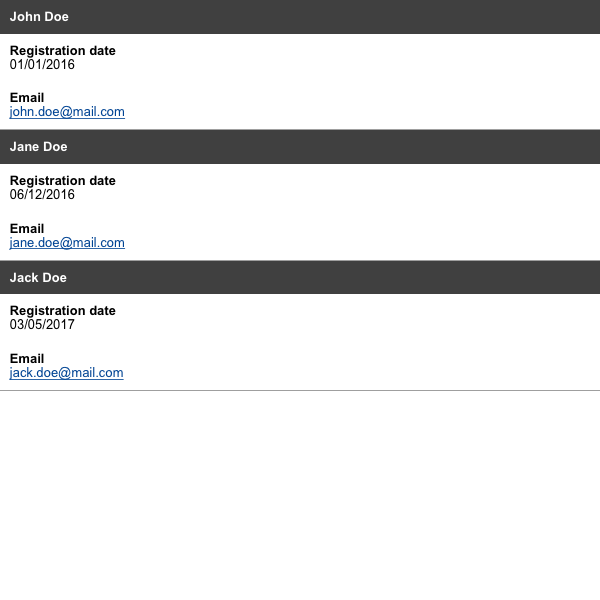 John Doe
Registration date
01/01/2016
Email
john.doe@mail.com
Jane Doe
Registration date
06/12/2016
Email
jane.doe@mail.com
Jack Doe
Registration date
03/05/2017
Email
jack.doe@mail.com